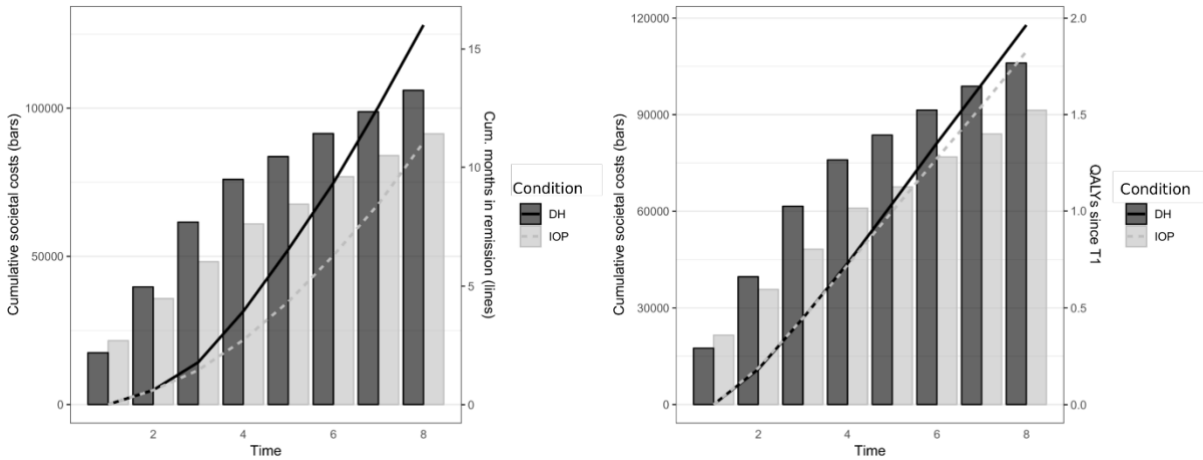 Cumulative societal costs (bars)
100000
50000
0
2
4
6
8
Time
15
10
5
0
Cum. months in remission (lines)
Condition
DH
IOP
Cumulative societal costs (bars)
120000
90000
60000
30000
0
2
4
6
8
Time
2.0
1.5
1.0
0.5
0.0
QALYs since T1
Condition
DH
IOP